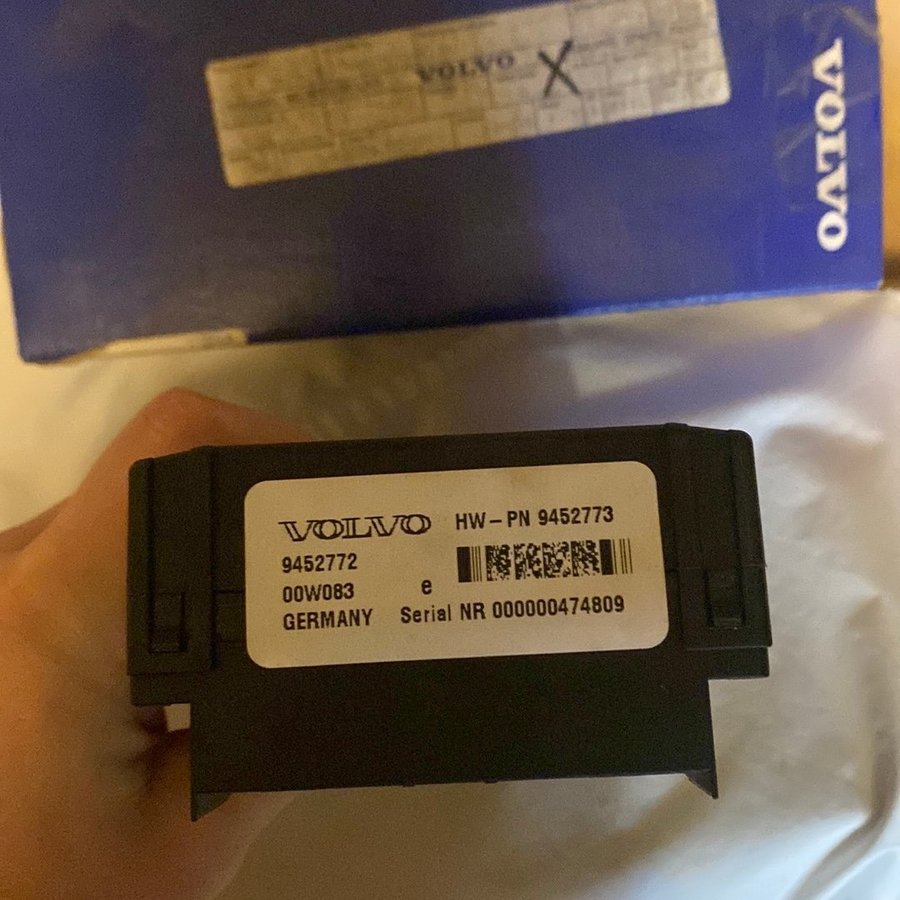 VOLVO X
VOLVO
VOLVO HW-PN 9452773
9452772
00W083 e
GERMANY Serial NR 000000474809